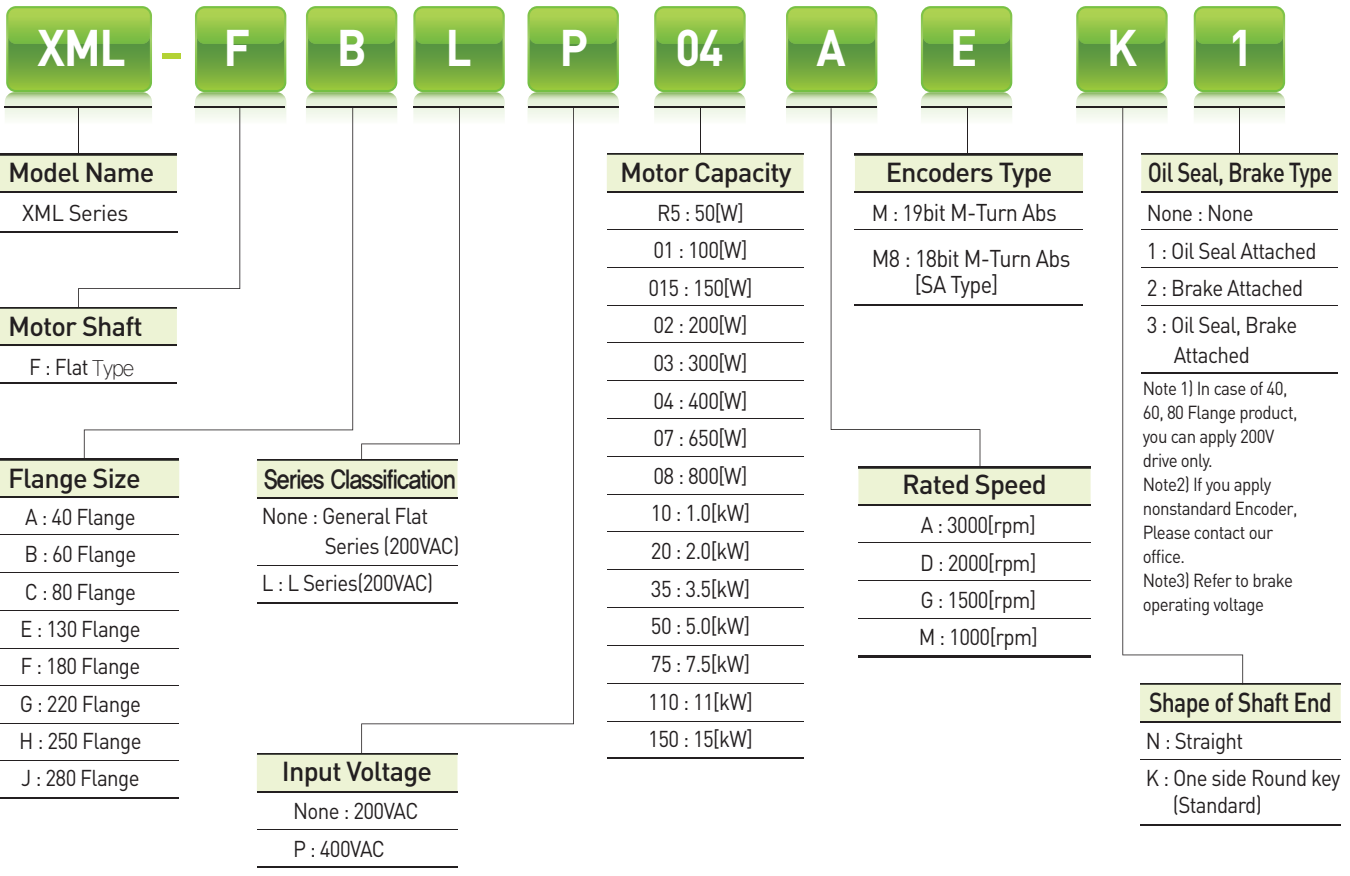 XML - F B L P 04 A E K 1
Model Name
XML Series
Motor Shaft
F : Flat Type
Flange Size
A : 40 Flange
B : 60 Flange
C : 80 Flange
E : 130 Flange
F : 180 Flange
G : 220 Flange
H : 250 Flange
J : 280 Flange
Series Classification
None : General Flat
Series (200VAC)
L : L Series(200VAC)
Input Voltage
None : 200VAC
P : 400VAC
Motor Capacity
R5 : 50[W]
01 : 100[W]
015 : 150[W]
02 : 200[W]
03 : 300[W]
04 : 400[W]
07 : 650[W]
08 : 800[W]
10 : 1.0[kW]
20 : 2.0[kW]
35 : 3.5[kW]
50 : 5.0[kW]
75 : 7.5[kW]
110 : 11[kW]
150 : 15[kW]
Encoders Type
M : 19bit M-Turn Abs
M8 : 18bit M-Turn Abs
[SA Type]
Rated Speed
A : 3000[rpm]
D : 2000[rpm]
G : 1500[rpm]
M : 1000[rpm]
Oil Seal, Brake Type
None : None
1 : Oil Seal Attached
2 : Brake Attached
3 : Oil Seal, Brake
Attached
Note 1) In case of 40,
60, 80 Flange product,
you can apply 200V
drive only.
Note2) If you apply
nonstandard Encoder,
Please contact our
office.
Note3) Refer to brake
operating voltage
Shape of Shaft End
N : Straight
K : One side Round key
(Standard)